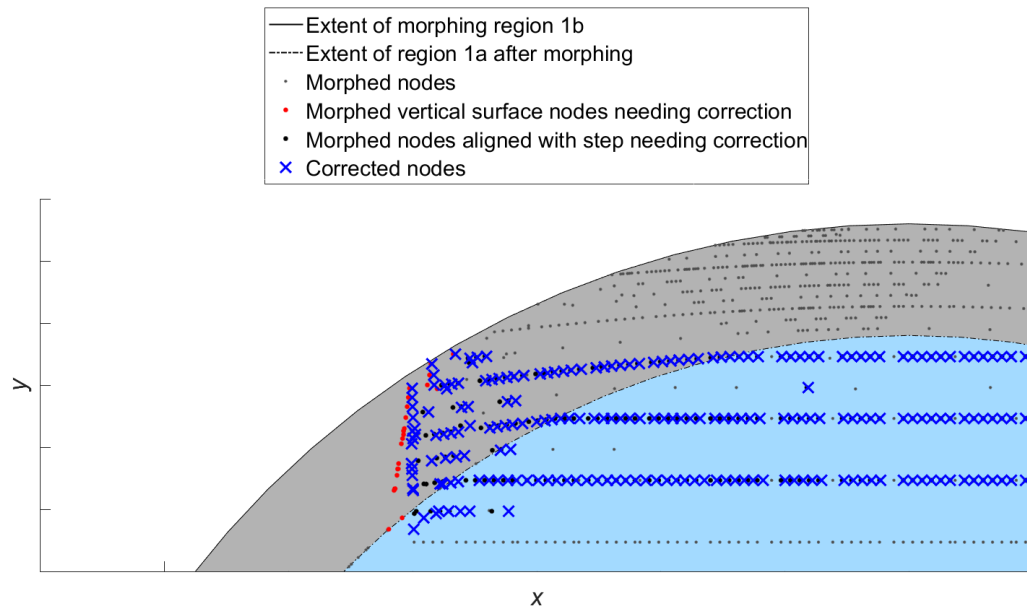 Extent of morphing region 1b
Extent of region 1a after morphing
Morphed nodes
Morphed vertical surface nodes needing correction
Morphed nodes aligned with step needing correction
Corrected nodes
y
x